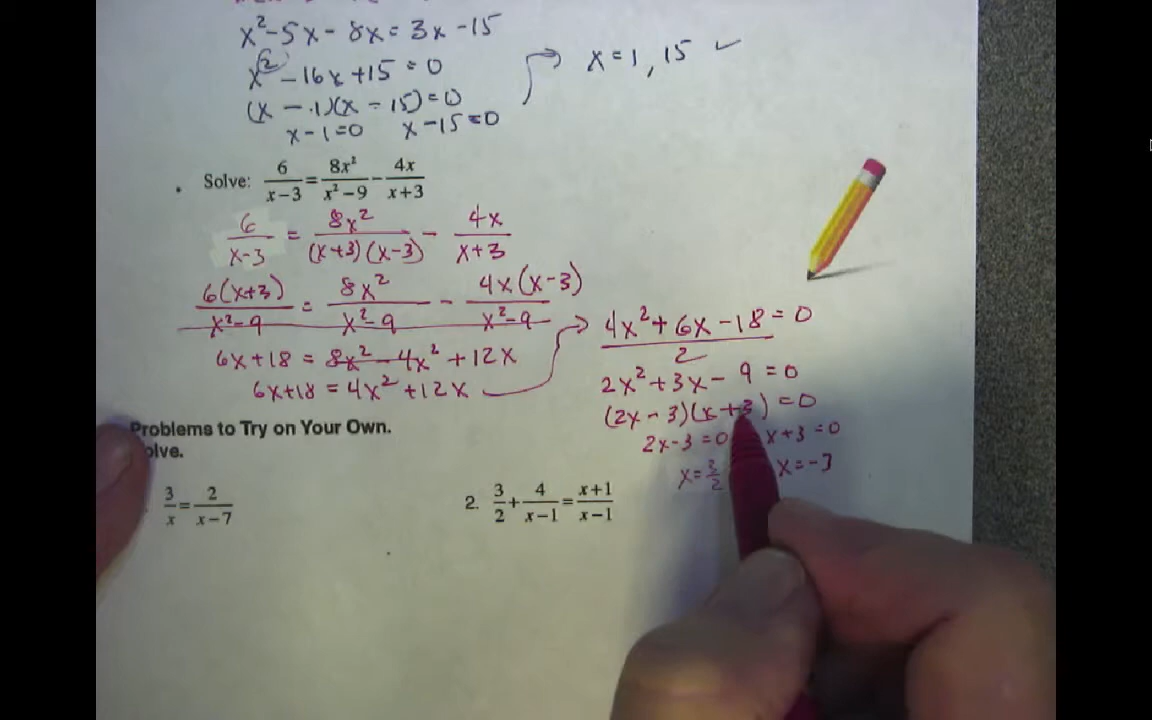 x²-5x - 8x = 3x -15
x² -16x +15 = 0
(x - 1)(x - 15) = 0
x-1=0 x-15=0
x = 1, 15 ✓
Solve: 6/(x-3) = 8x²/(x²-9) - 4x/(x+3)
6/(x-3) = 8x²/((x+3)(x-3)) - 4x/(x+3)
6(x+3)/(x²-9) = 8x²/(x²-9) - 4x(x-3)/(x²-9)
6x+18 = 8x² - 4x² +12x
6x+18 = 4x² +12x
(4x² + 6x -18 = 0)/2
2x² +3x - 9 = 0
(2x - 3)(x +3) = 0
2x-3 = 0 x+3 = 0
x = 3/2 x = -3
Problems to Try on Your Own.
3/x = 2/(x-7)
2. 3/2 + 4/(x-1) = (x+1)/(x-1)